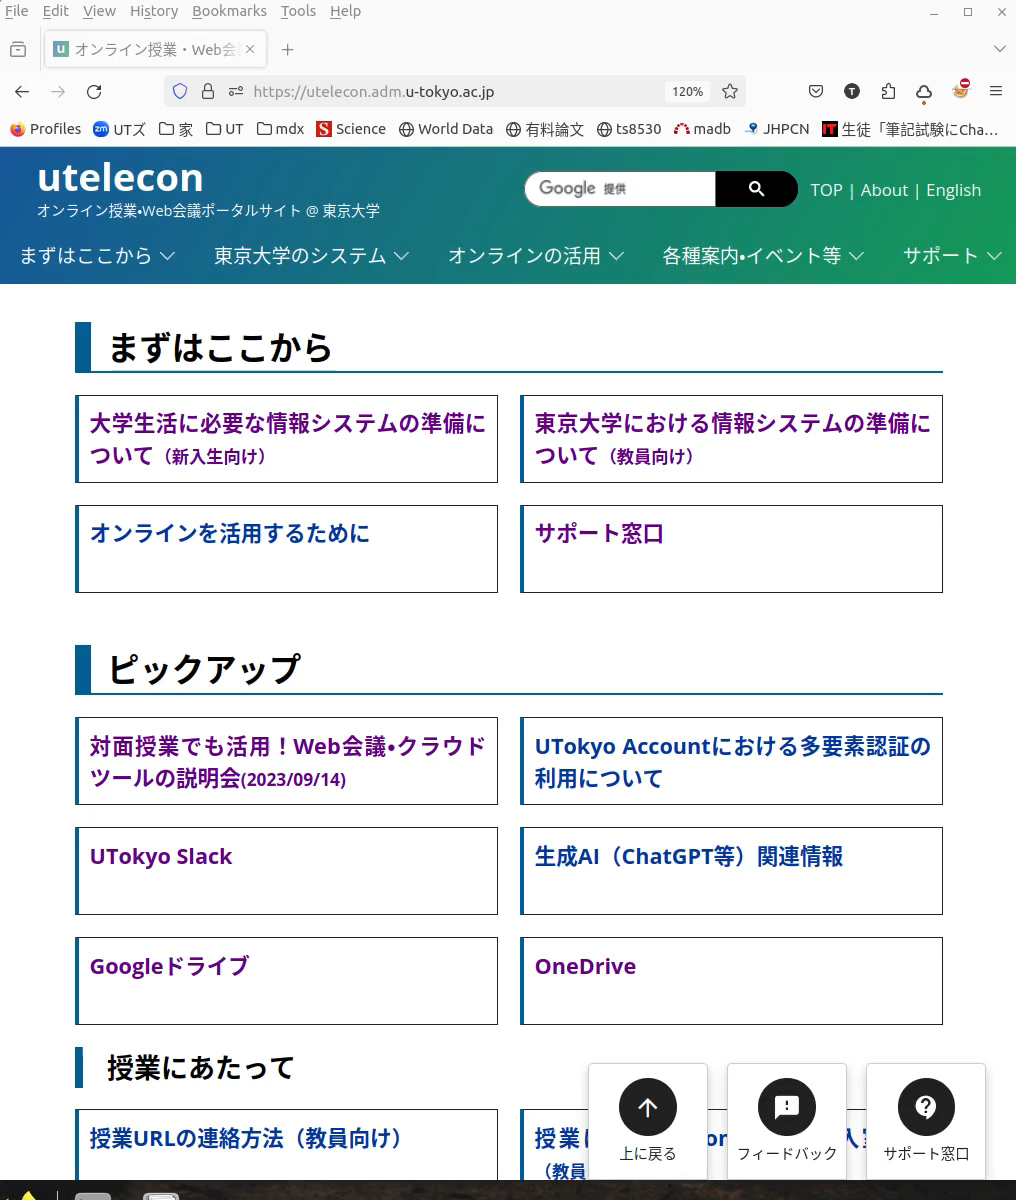 File Edit View History Bookmarks Tools Help
オンライン授業・Web会
https://utelecon.adm.u-tokyo.ac.jp 120%
Profiles UTズ 家 UT mdx Science World Data 有料論文 ts8530 madb JHPCN 生徒「筆記試験にCha…
utelecon
オンライン授業・Web会議ポータルサイト @ 東京大学
Google 提供
TOP | About | English
まずはここから 東京大学のシステム オンラインの活用 各種案内・イベント等 サポート
まずはここから
大学生活に必要な情報システムの準備に
ついて（新入生向け）
東京大学における情報システムの準備に
ついて（教員向け）
オンラインを活用するために
サポート窓口
ピックアップ
対面授業でも活用！Web会議・クラウド
ツールの説明会(2023/09/14)
UTokyo Accountにおける多要素認証の
利用について
UTokyo Slack
生成AI（ChatGPT等）関連情報
Googleドライブ
OneDrive
授業にあたって
授業URLの連絡方法（教員向け）
授業
（教員
上に戻る
フィードバック
サポート窓口